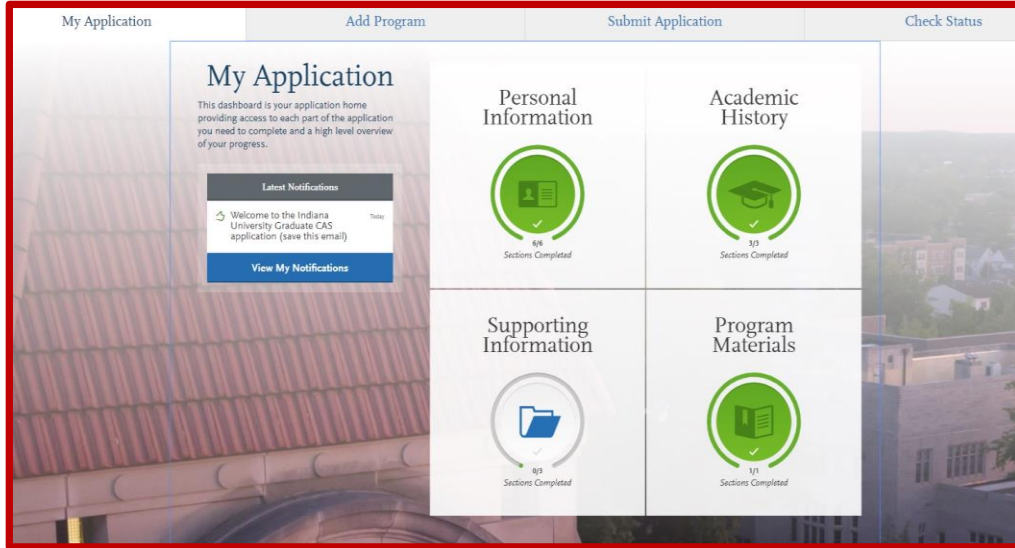 My Application
Add Program
Submit Application
Check Status
My Application
This dashboard is your application home
providing access to each part of the application
you need to complete and a high level overview
of your progress.
Latest Notifications
Welcome to the Indiana
University Graduate CAS
application (save this email)
Today
View My Notifications
Personal
Information
6/6
Sections Completed
Academic
History
3/3
Sections Completed
Supporting
Information
0/3
Sections Completed
Program
Materials
1/1
Sections Completed